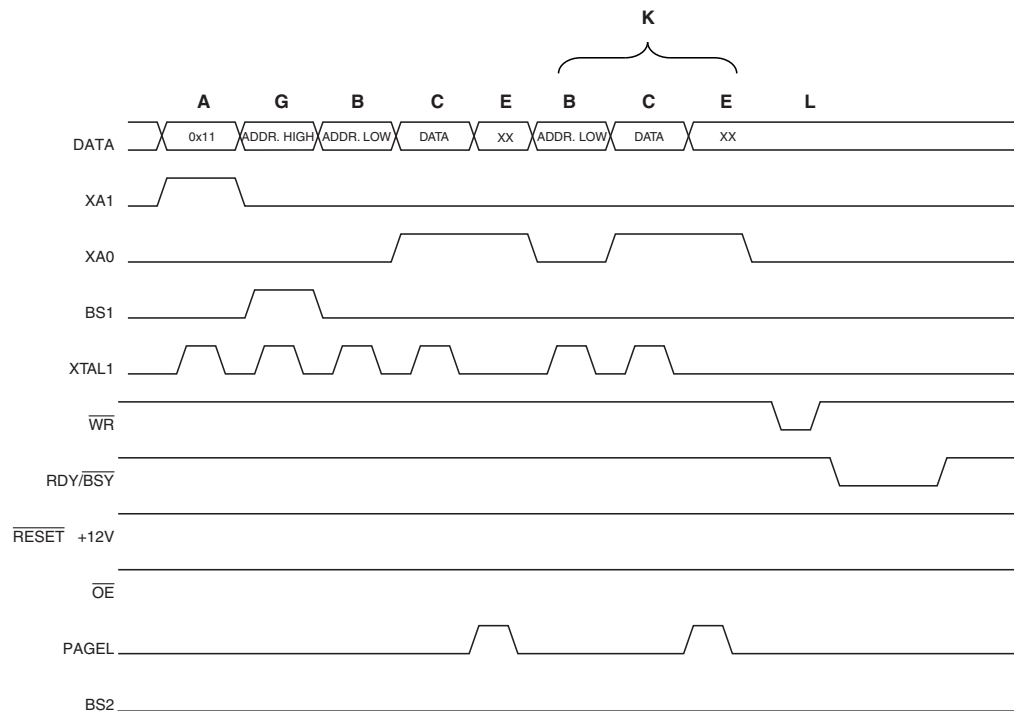 K
A G B C E B C E L
DATA 0x11 ADDR. HIGH ADDR. LOW DATA XX ADDR. LOW DATA XX
XA1
XA0
BS1
XTAL1
WR
RDY/BSY
RESET +12V
OE
PAGEL
BS2